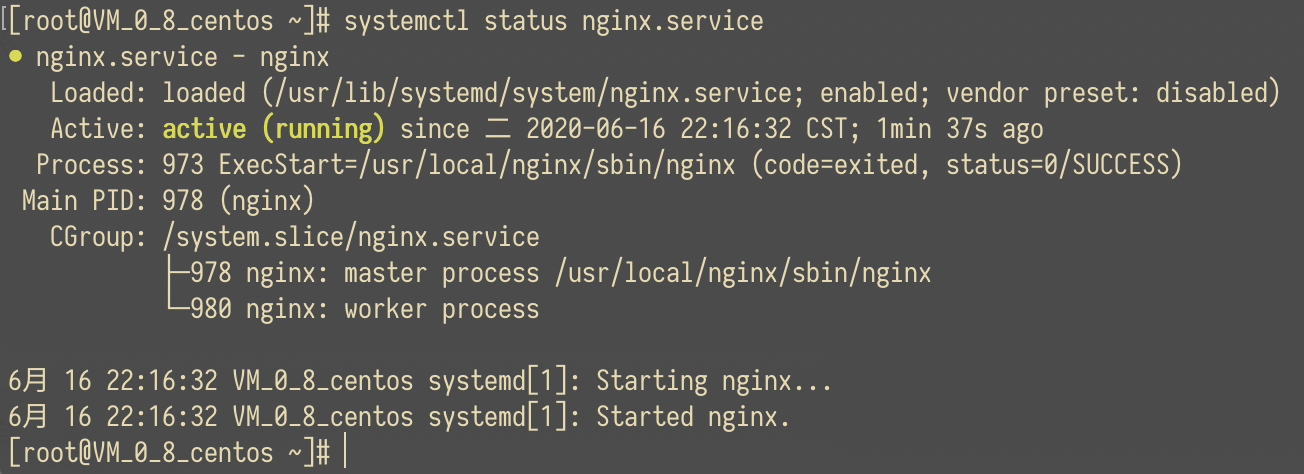 [[root@VM_0_8_centos ~]# systemctl status nginx.service
● nginx.service - nginx
   Loaded: loaded (/usr/lib/systemd/system/nginx.service; enabled; vendor preset: disabled)
   Active: active (running) since 二 2020-06-16 22:16:32 CST; 1min 37s ago
  Process: 973 ExecStart=/usr/local/nginx/sbin/nginx (code=exited, status=0/SUCCESS)
 Main PID: 978 (nginx)
   CGroup: /system.slice/nginx.service
           ├─978 nginx: master process /usr/local/nginx/sbin/nginx
           └─980 nginx: worker process
6月 16 22:16:32 VM_0_8_centos systemd[1]: Starting nginx...
6月 16 22:16:32 VM_0_8_centos systemd[1]: Started nginx.
[root@VM_0_8_centos ~]#